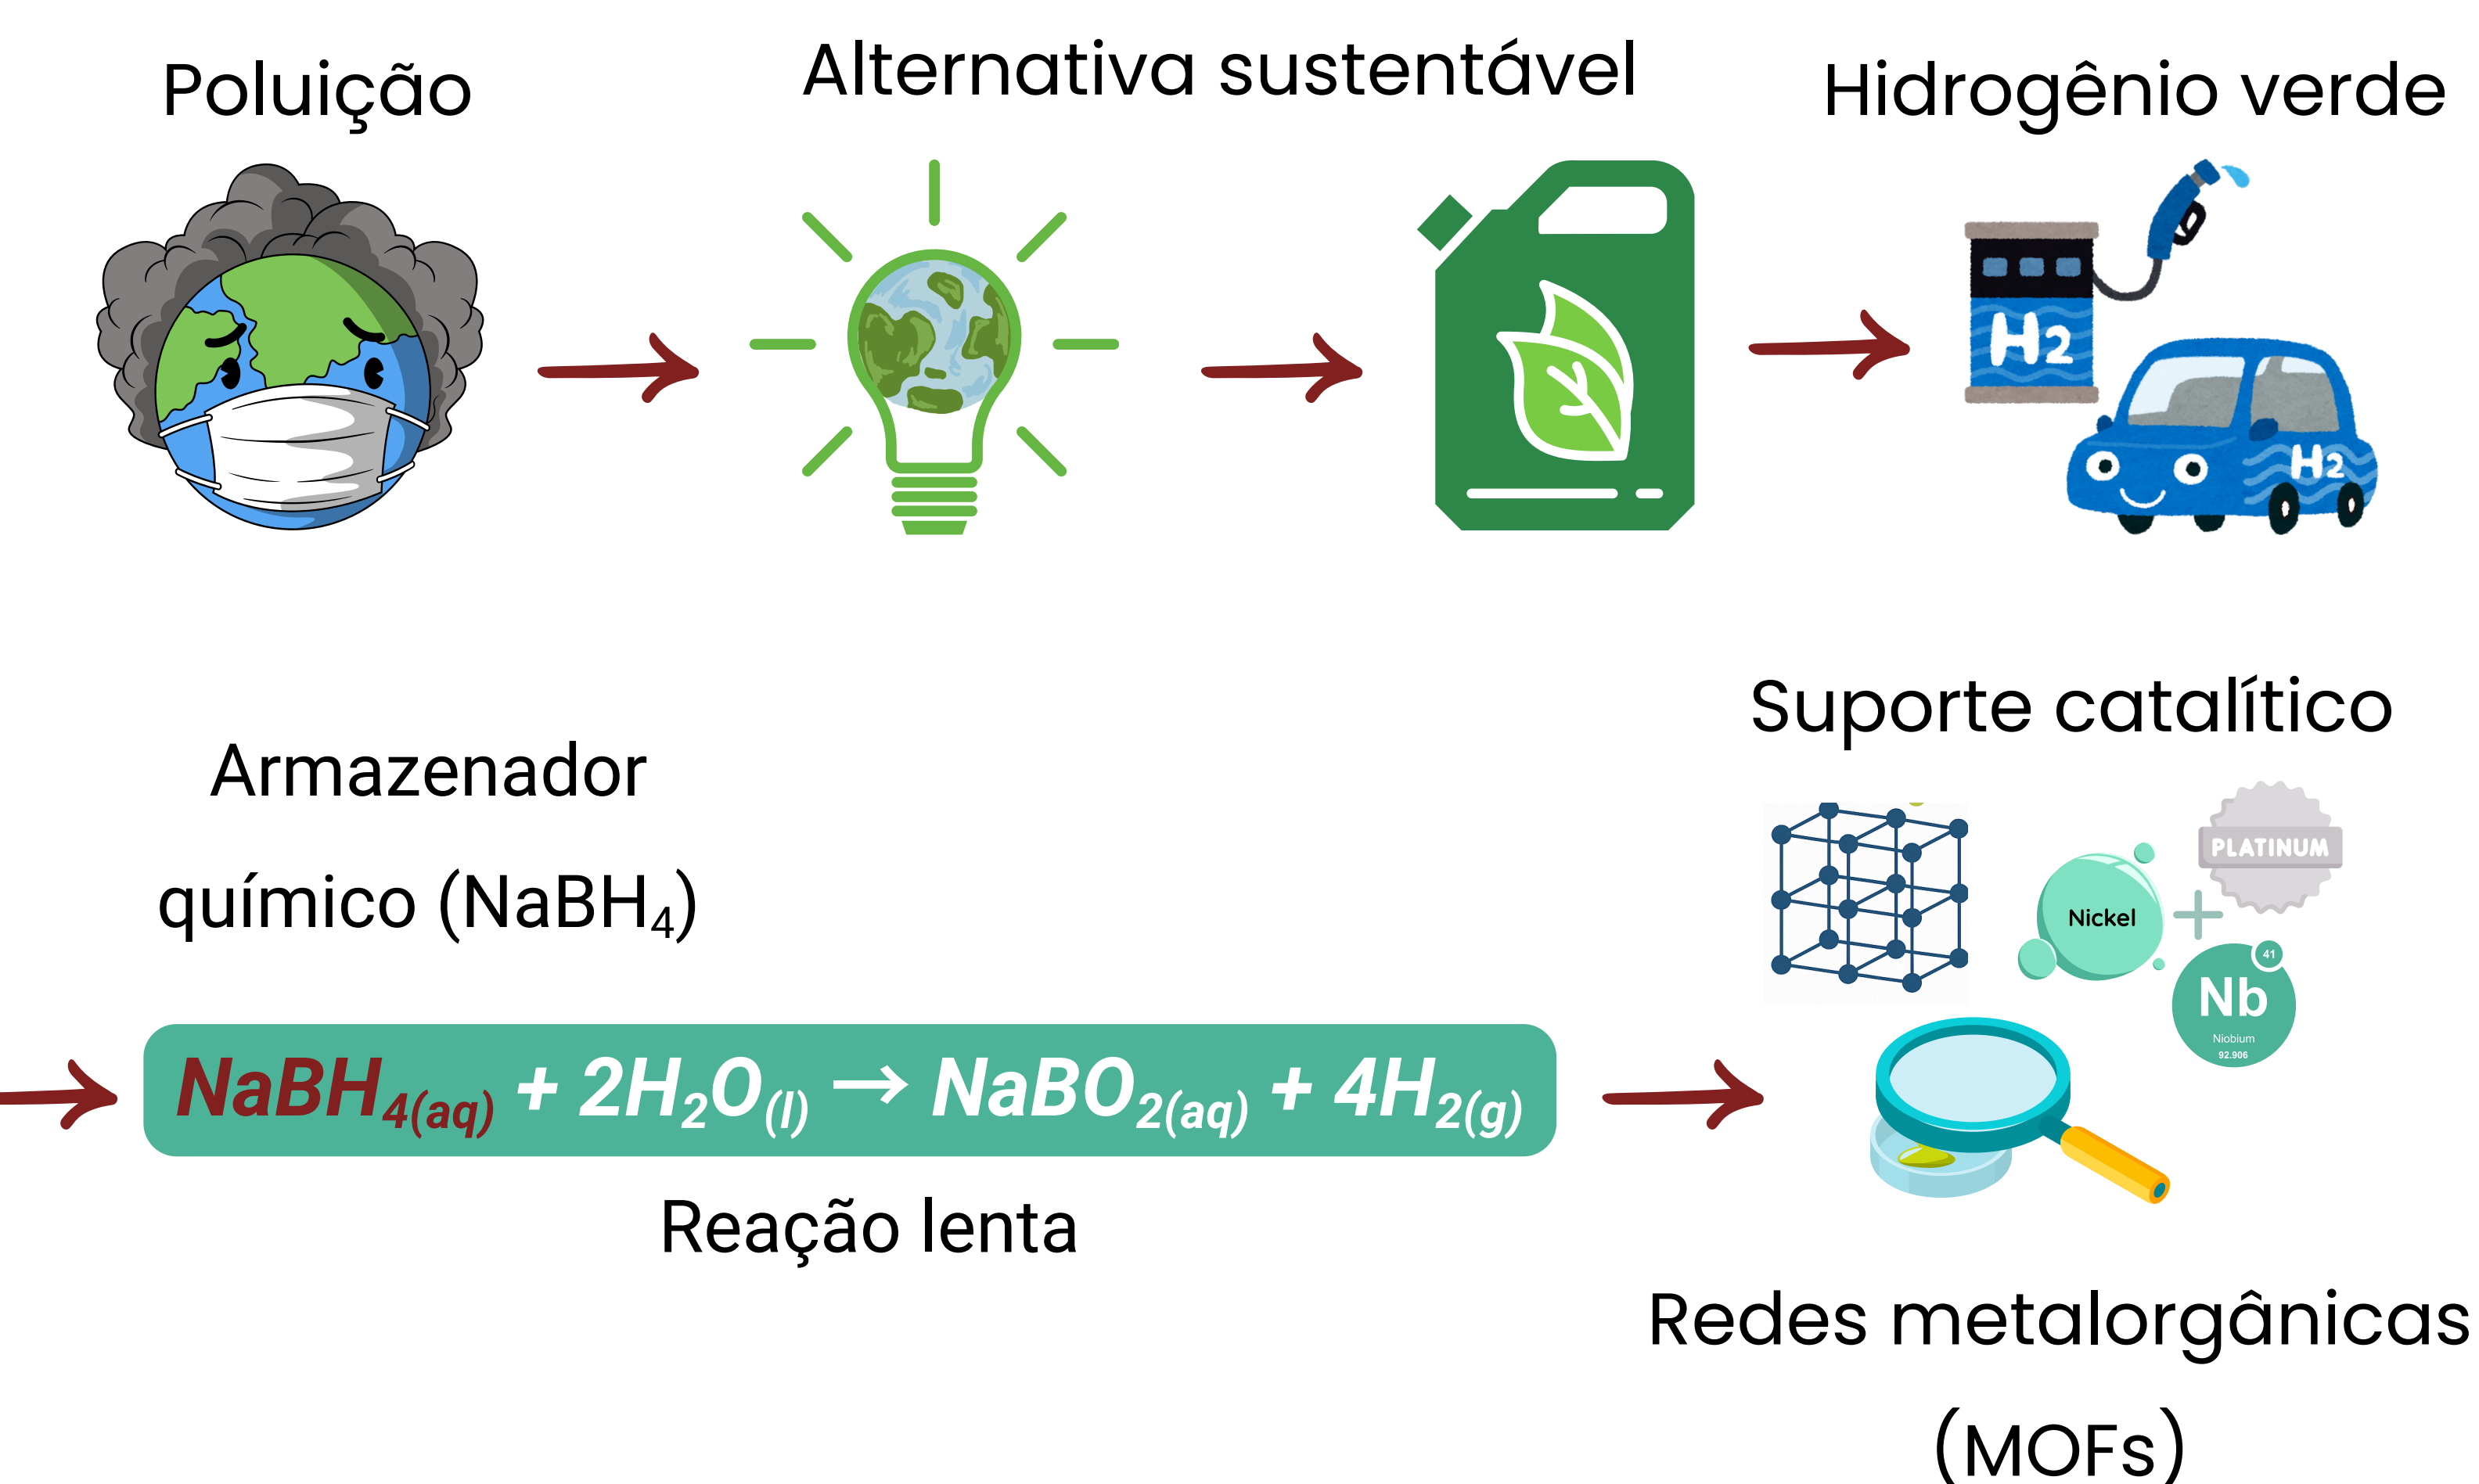 Poluição
Alternativa sustentável
Hidrogênio verde
H2
H2
Armazenador
químico (NaBH₄)
NaBH₄(aq) + 2H₂O(l) → NaBO₂(aq) + 4H₂(g)
Reação lenta
Suporte catalítico
PLATINUM
Nickel
+
41
Nb
Niobium
92.906
Redes metalorgânicas
(MOFs)